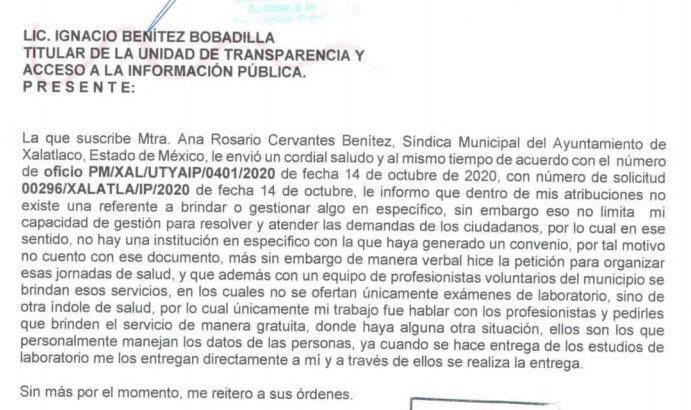 Acceso a la
LIC. IGNACIO BENÍTEZ BOBADILLA
TITULAR DE LA UNIDAD DE TRANSPARENCIA Y
ACCESO A LA INFORMACIÓN PÚBLICA.
P R E S E N T E:
La que suscribe Mtra. Ana Rosario Cervantes Benítez, Síndica Municipal del Ayuntamiento de
Xalatlaco, Estado de México, le envió un cordial saludo y al mismo tiempo de acuerdo con el número
de oficio PM/XAL/UTYAIP/0401/2020 de fecha 14 de octubre de 2020, con número de solicitud
00296/XALATLA/IP/2020 de fecha 14 de octubre, le informo que dentro de mis atribuciones no
existe una referente a brindar o gestionar algo en específico, sin embargo eso no limita mi
capacidad de gestión para resolver y atender las demandas de los ciudadanos, por lo cual en ese
sentido, no hay una institución en específico con la que haya generado un convenio, por tal motivo
no cuento con ese documento, más sin embargo de manera verbal hice la petición para organizar
esas jornadas de salud, y que además con un equipo de profesionistas voluntarios del municipio se
brindan esos servicios, en los cuales no se ofertan únicamente exámenes de laboratorio, sino de
otra índole de salud, por lo cual únicamente mi trabajo fue hablar con los profesionistas y pedirles
que brinden el servicio de manera gratuita, donde haya alguna otra situación, ellos son los que
personalmente manejan los datos de las personas, ya cuando se hace entrega de los estudios de
laboratorio me los entregan directamente a mí y a través de ellos se realiza la entrega.
Sin más por el momento, me reitero a sus órdenes.